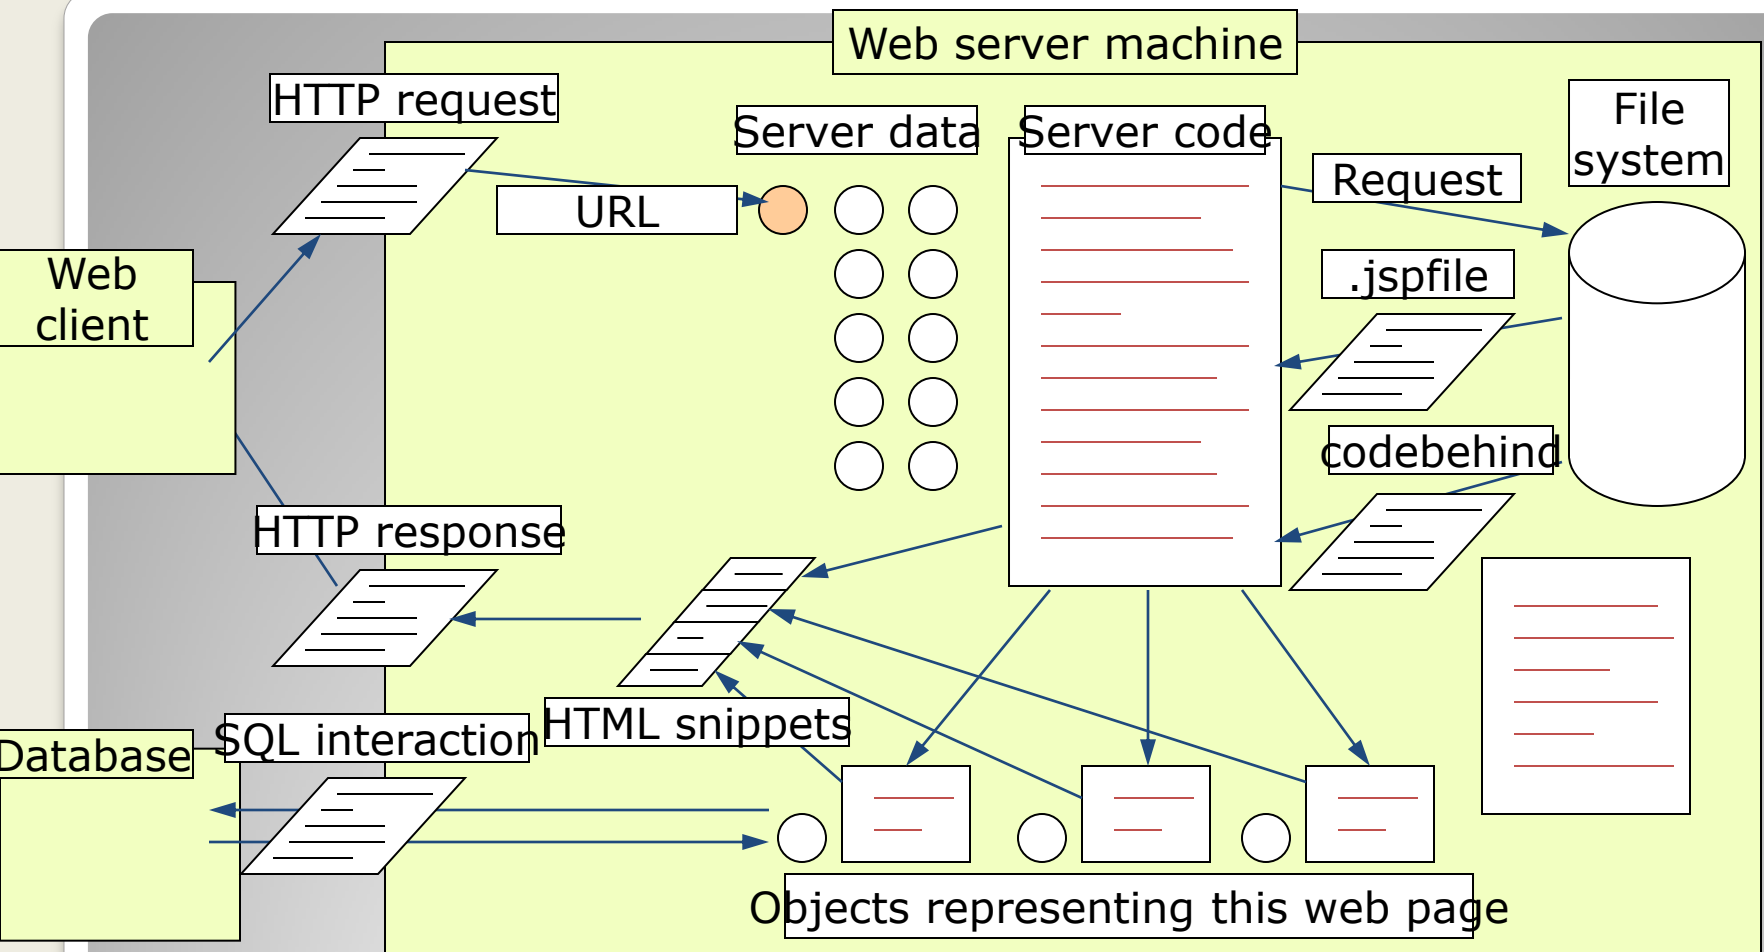 Web server machine
HTTP request
Server data
Server code
File
system
Request
URL
.jspfile
Web
client
codebehind
HTTP response
HTML snippets
SQL interaction
Database
Objects representing this web page